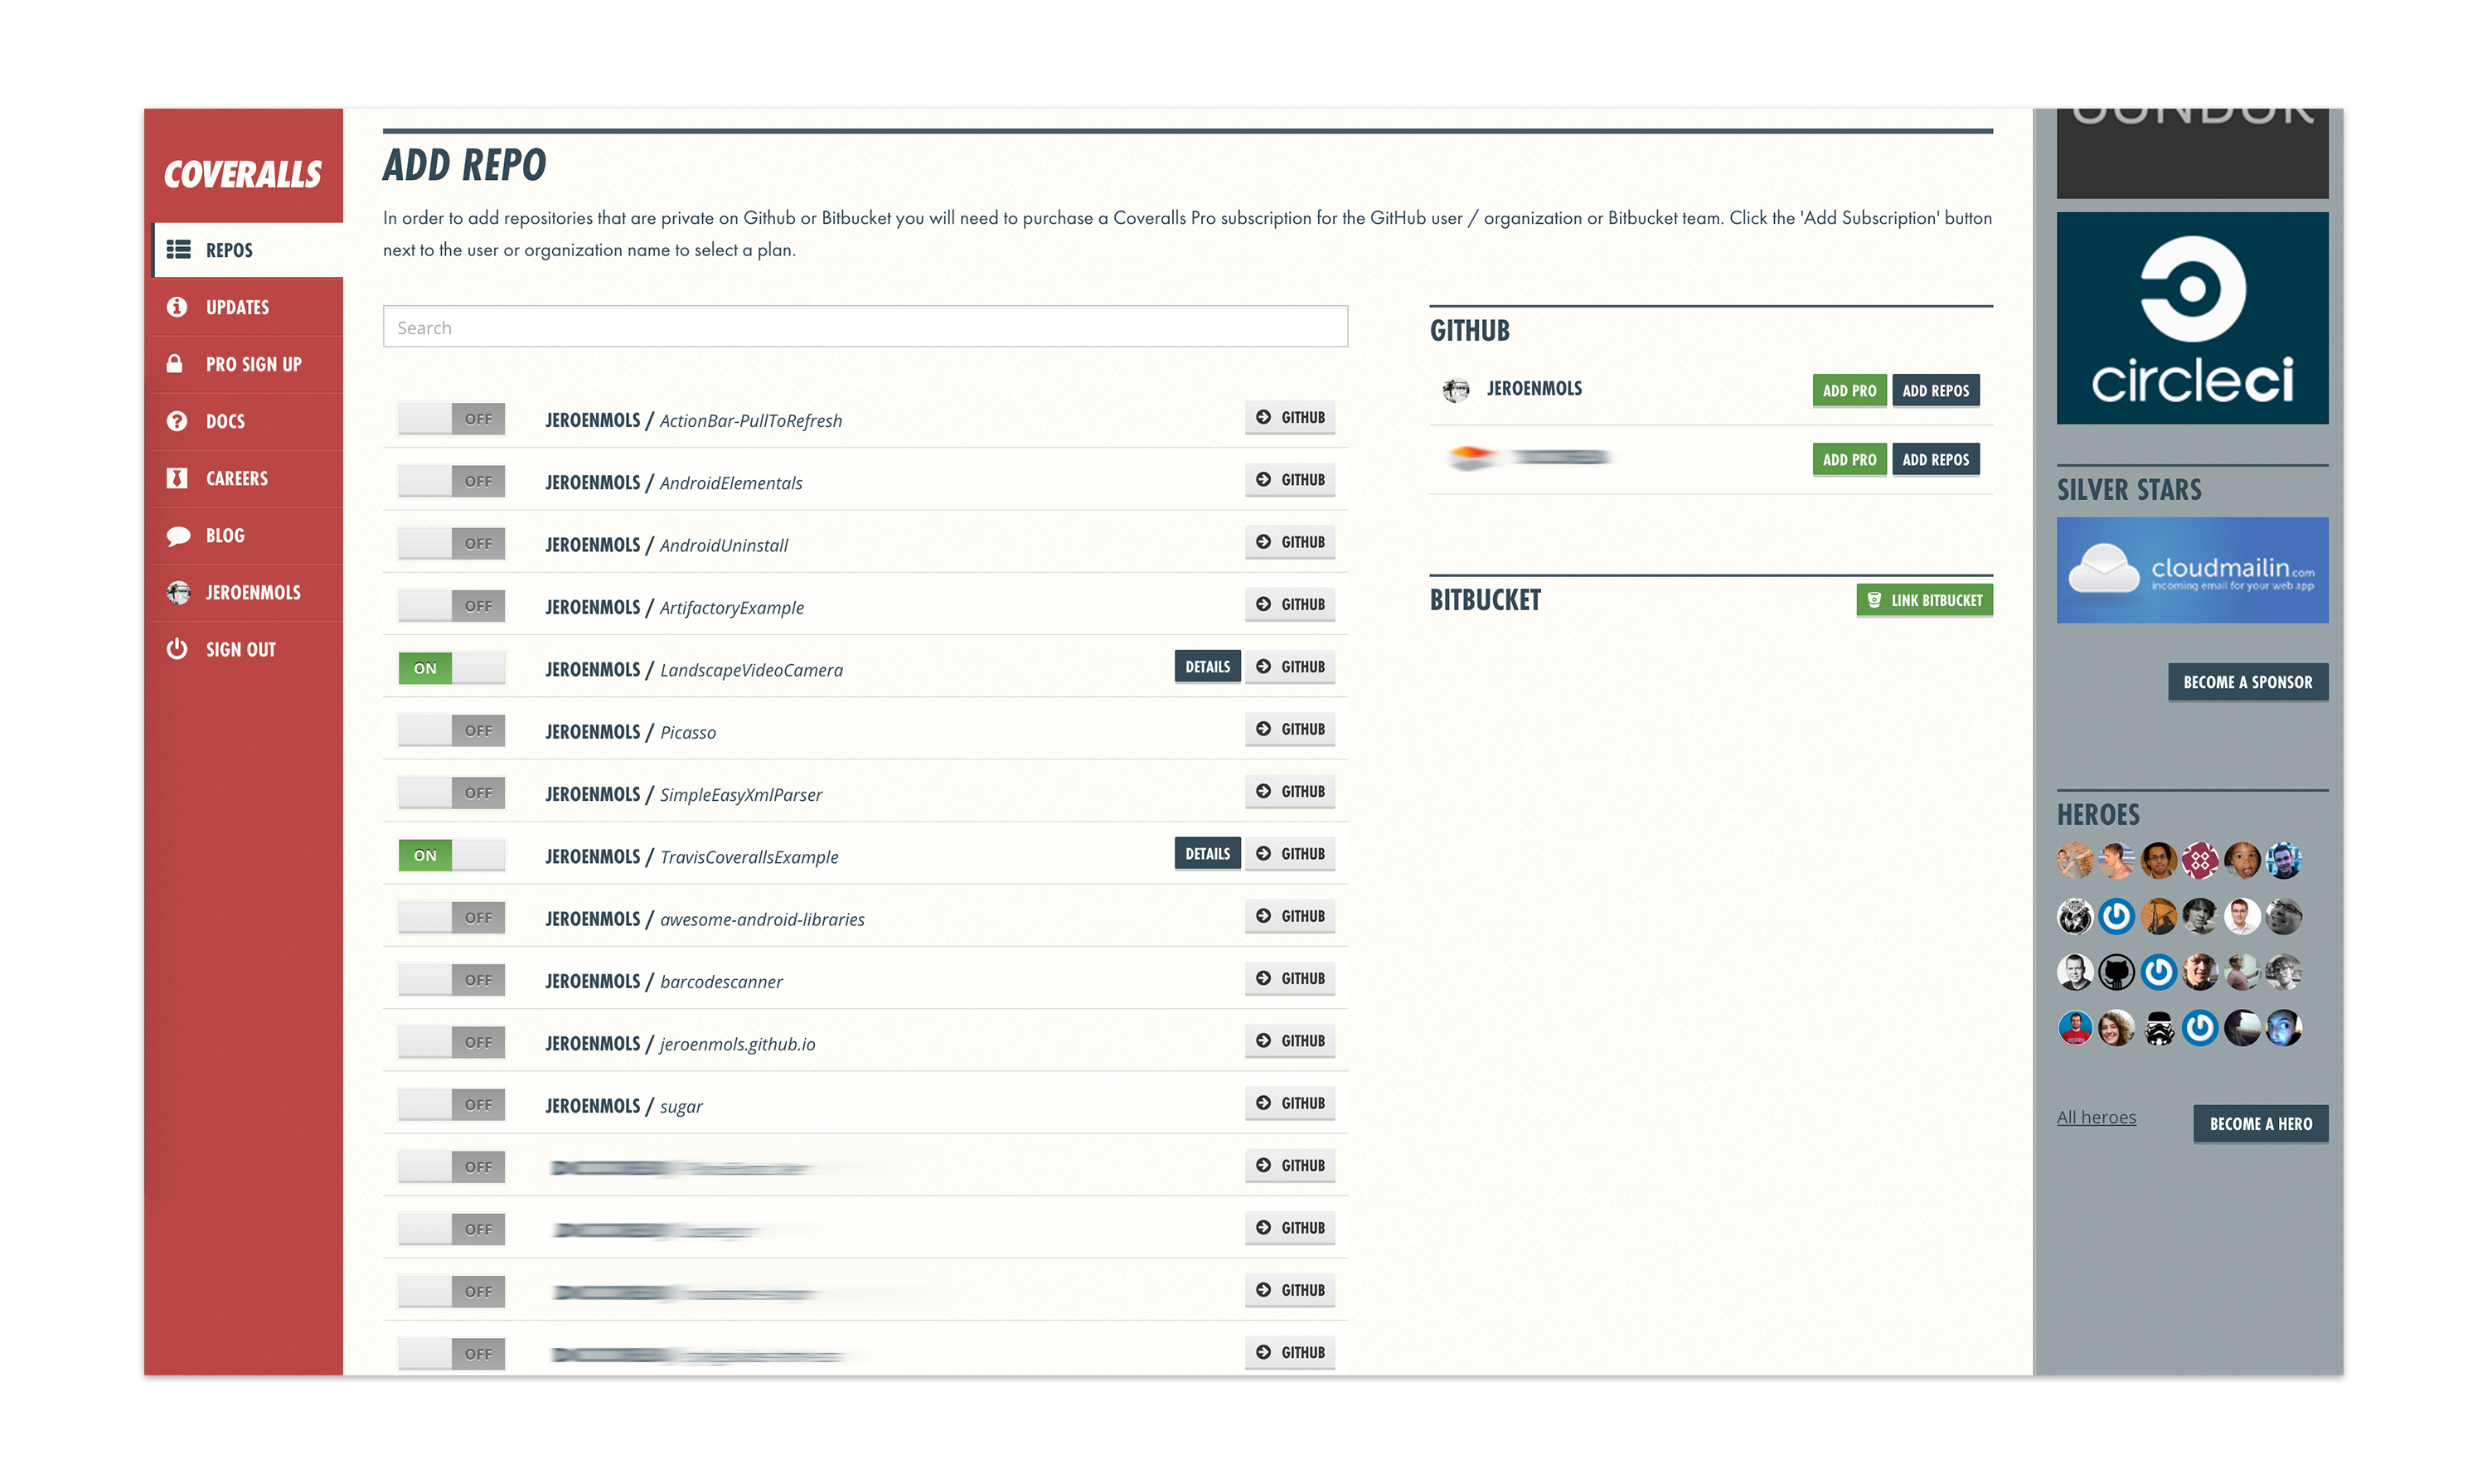 COVERALLS
REPOS
UPDATES
PRO SIGN UP
DOCS
CAREERS
BLOG
JEROENMOLS
SIGN OUT
ADD REPO
In order to add repositories that are private on Github or Bitbucket you will need to purchase a Coveralls Pro subscription for the GitHub user / organization or Bitbucket team. Click the 'Add Subscription' button
next to the user or organization name to select a plan.
Search
OFF JEROENMOLS / ActionBar-PullToRefresh GITHUB
OFF JEROENMOLS / AndroidElementals GITHUB
OFF JEROENMOLS / AndroidUninstall GITHUB
OFF JEROENMOLS / ArtifactoryExample GITHUB
ON JEROENMOLS / LandscapeVideoCamera DETAILS GITHUB
OFF JEROENMOLS / Picasso GITHUB
OFF JEROENMOLS / SimpleEasyXmlParser GITHUB
ON JEROENMOLS / TravisCoverallsExample DETAILS GITHUB
OFF JEROENMOLS / awesome-android-libraries GITHUB
OFF JEROENMOLS / barcodescanner GITHUB
OFF JEROENMOLS / jeroenmols.github.io GITHUB
OFF JEROENMOLS / sugar GITHUB
OFF GITHUB
OFF GITHUB
OFF GITHUB
OFF GITHUB
GITHUB
JEROENMOLS ADD PRO ADD REPOS
ADD PRO ADD REPOS
BITBUCKET LINK BITBUCKET
circleci
SILVER STARS
cloudmailin.com
incoming email for your web app
BECOME A SPONSOR
HEROES
All heroes BECOME A HERO